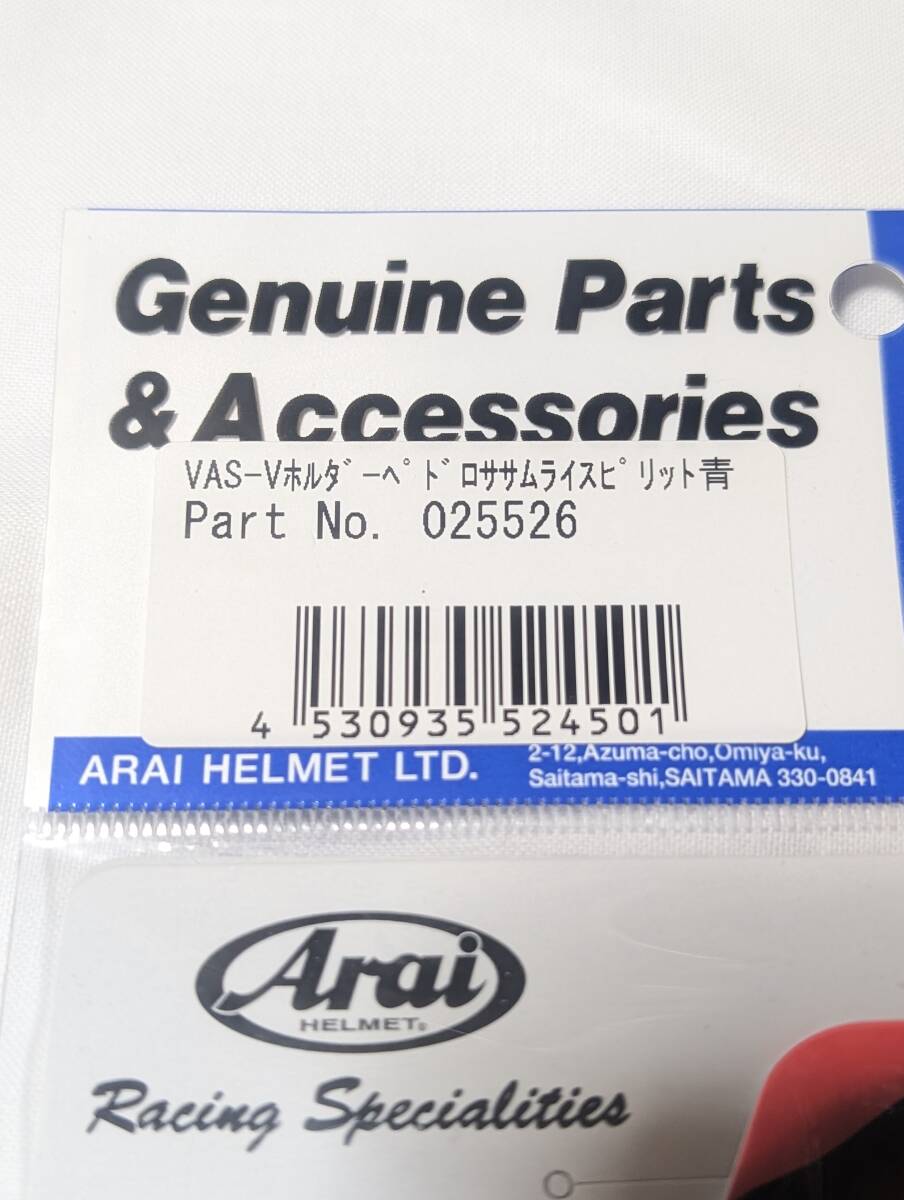 Genuine Parts
& Accessories
VAS-Vﾎﾙﾀﾞｰﾍﾟﾄﾞﾛｻｻﾑﾗｲｽﾋﾟﾘｯﾄ青
Part No. 025526
4 530935 524501
ARAI HELMET LTD.
2-12,Azuma-cho,Omiya-ku,
Saitama-shi,SAITAMA 330-0841
Arai
HELMET
Racing Specialities